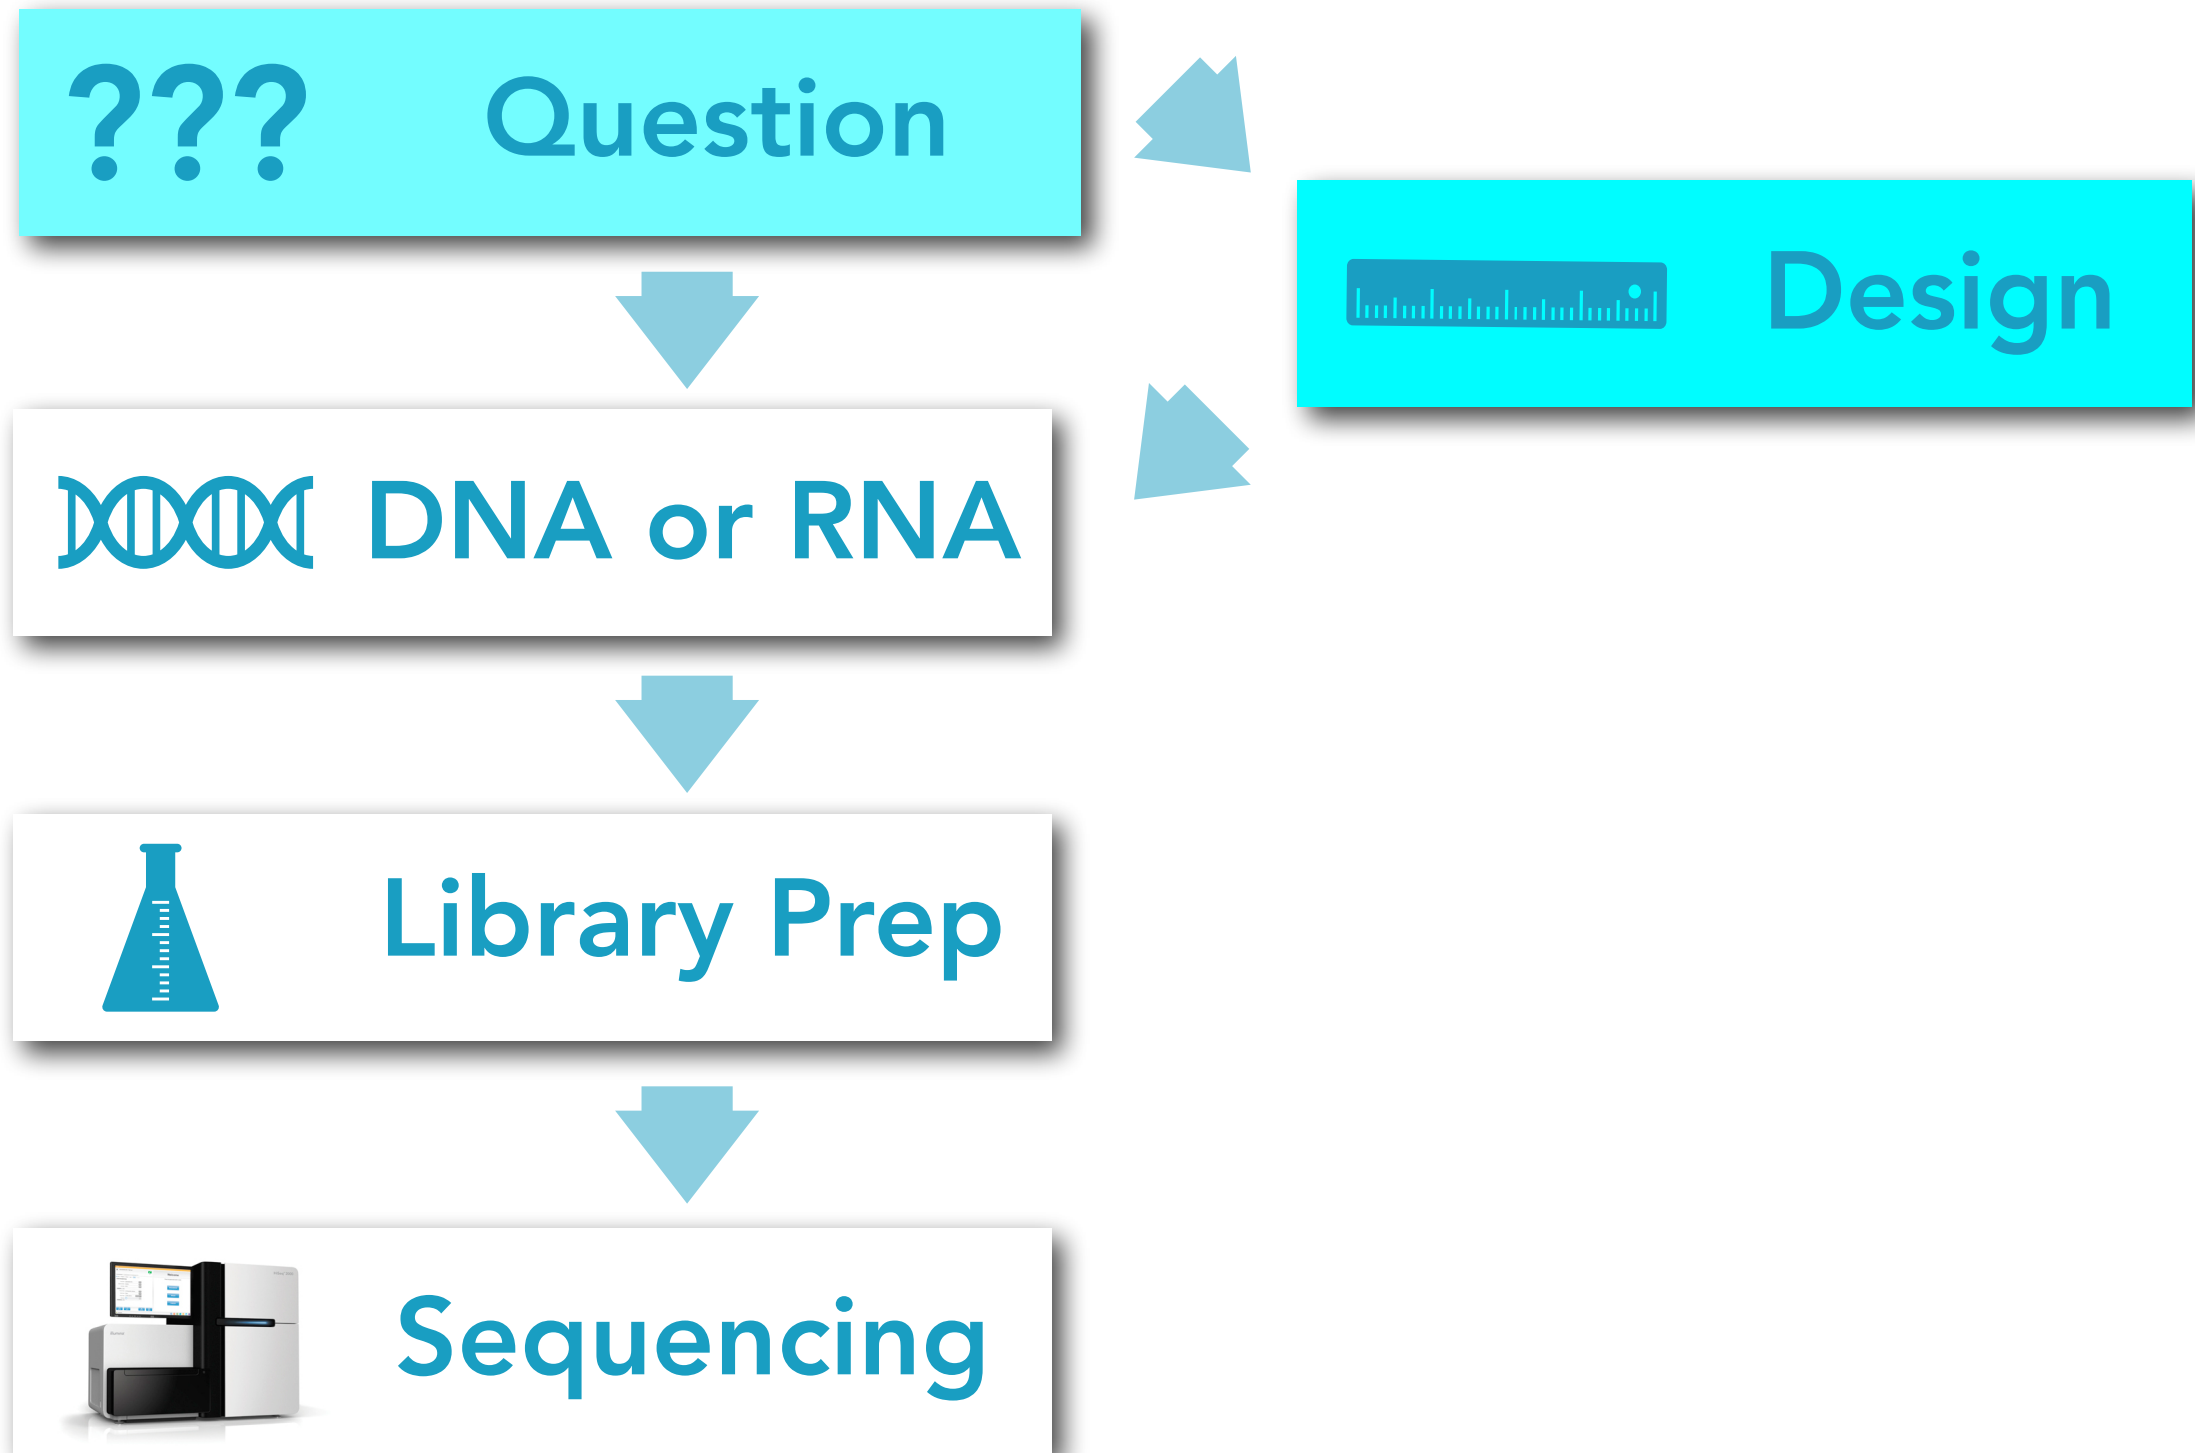 ??? Question
Design
DNA or RNA
Library Prep
Sequencing